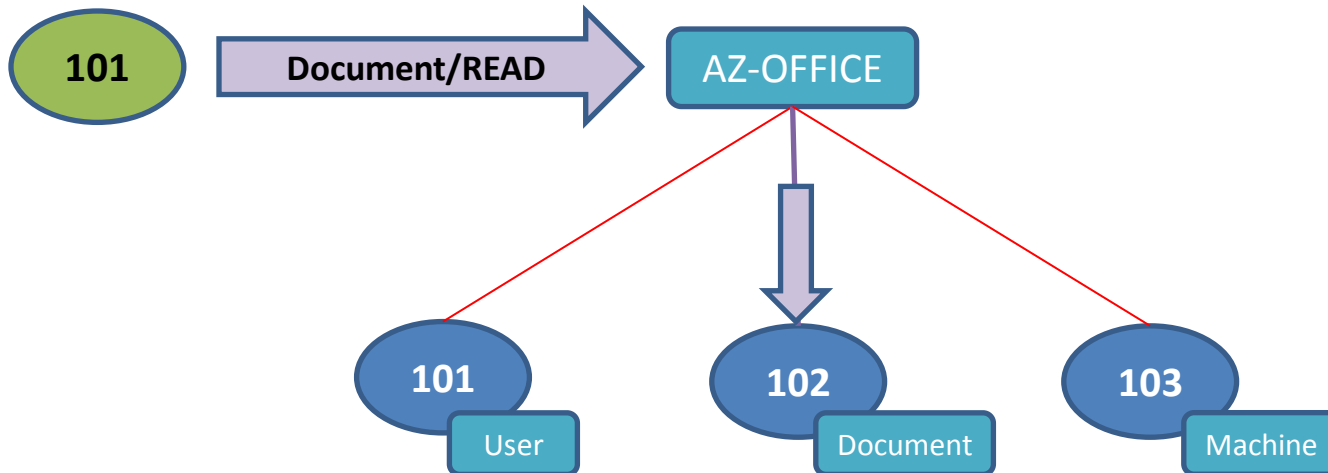 101
Document/READ
AZ-OFFICE
101
102
103
User
Document
Machine